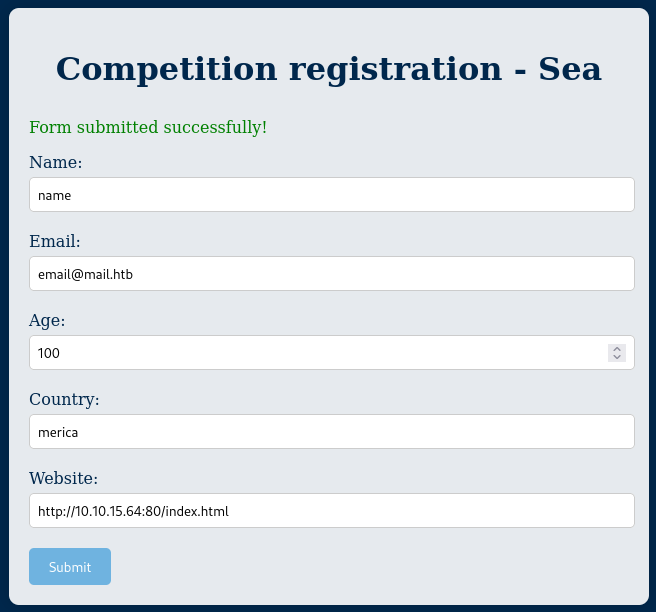 Competition registration - Sea
Form submitted successfully!
Name:
name
Email:
email@mail.htb
Age:
100
Country:
merica
Website:
http://10.10.15.64:80/index.html
Submit